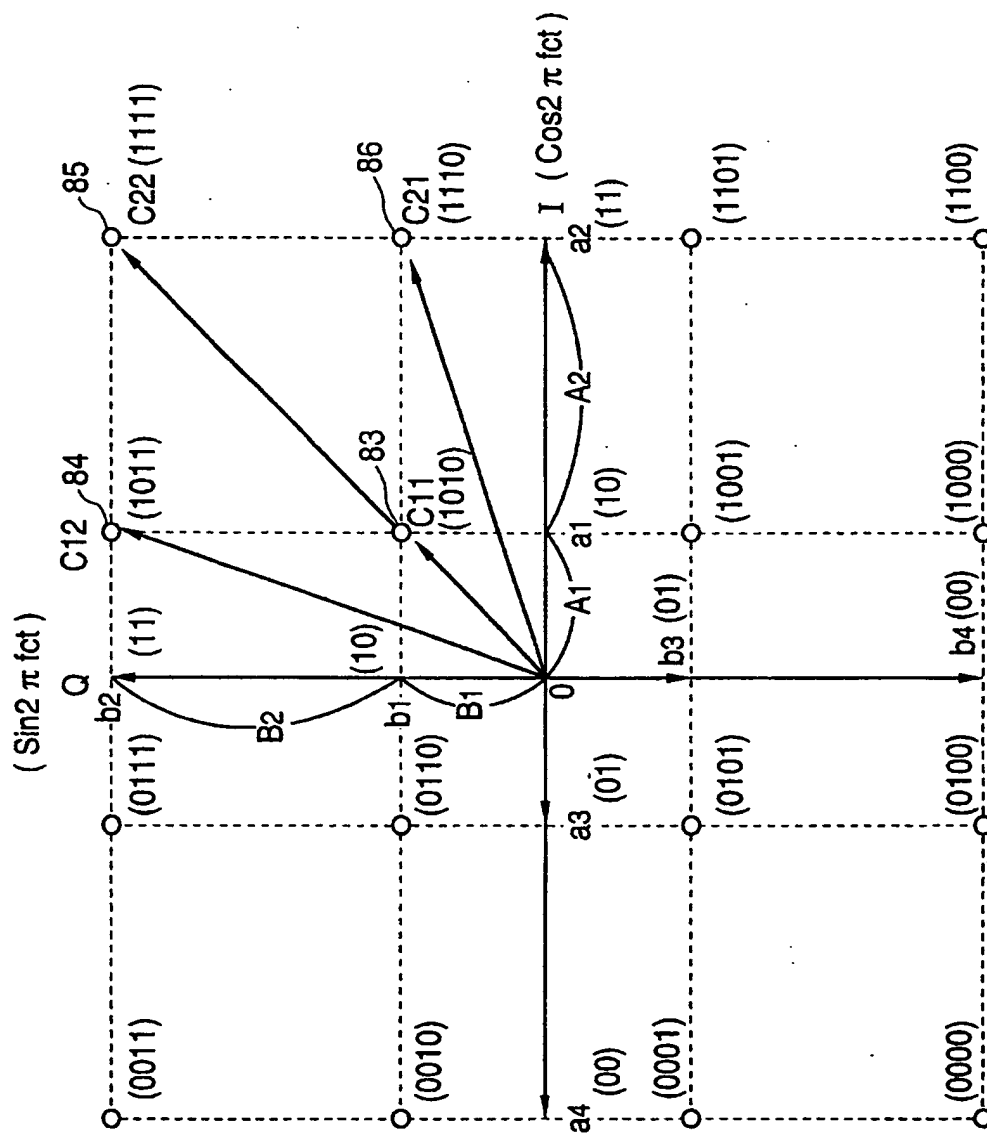 ( Sin2 π fct )
Q
C12
84
85
(0011)
(0111)
b2
(11)
(1011)
C22 (1111)
B2
83
86
(0010)
(0110)
b1
(10)
C11
(1010)
C21
(1110)
B1
A1
A2
I ( Cos2 π fct )
a4
(00)
a3
(01)
0
a1
(10)
a2
(11)
(0001)
(0101)
b3 (01)
(1001)
(1101)
(0000)
(0100)
b4 (00)
(1000)
(1100)